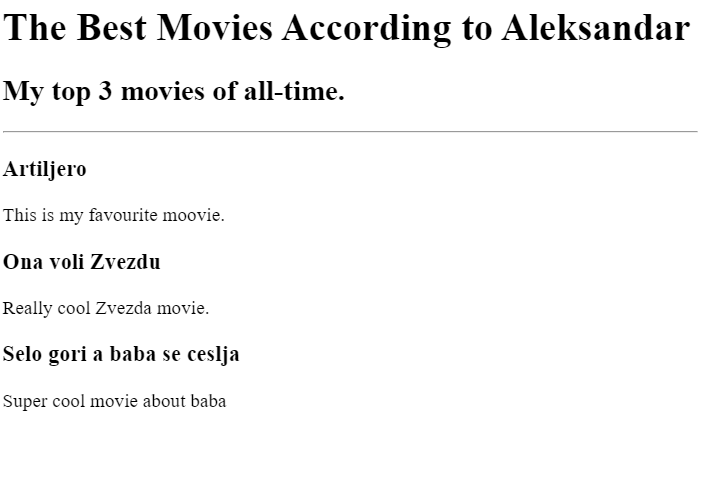 The Best Movies According to Aleksandar
My top 3 movies of all-time.
Artiljero
This is my favourite moovie.
Ona voli Zvezdu
Really cool Zvezda movie.
Selo gori a baba se ceslja
Super cool movie about baba